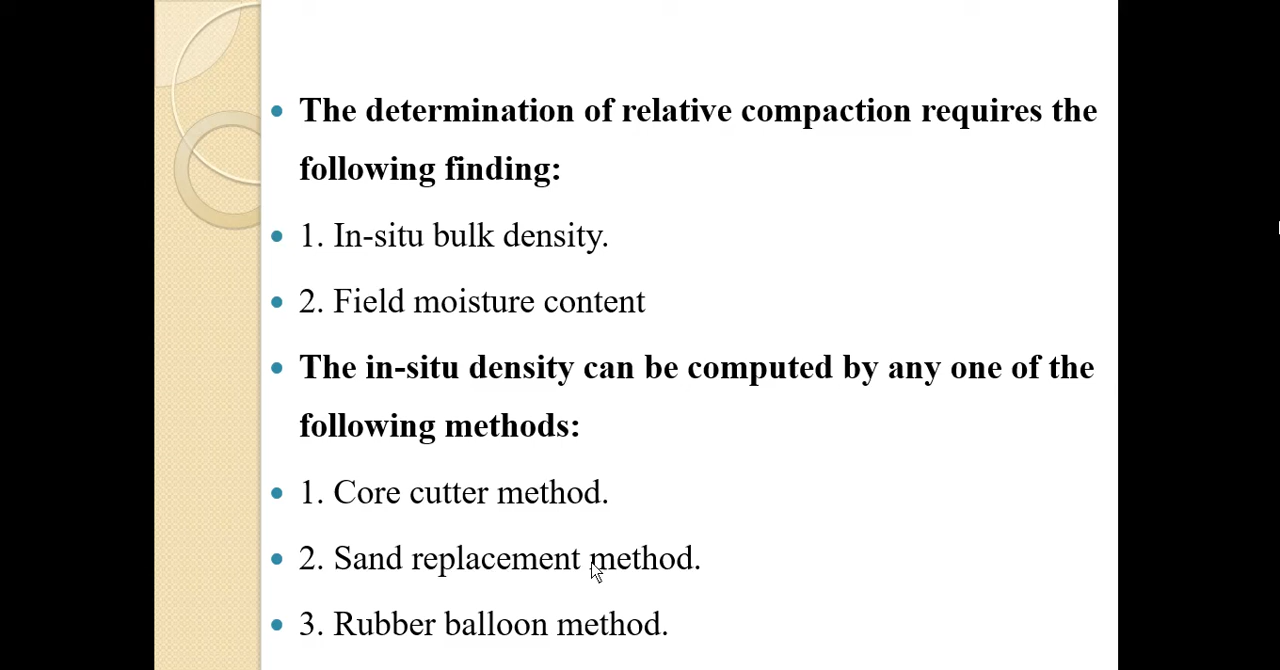 • The determination of relative compaction requires the
following finding:
• 1. In-situ bulk density.
• 2. Field moisture content
• The in-situ density can be computed by any one of the
following methods:
• 1. Core cutter method.
• 2. Sand replacement method.
• 3. Rubber balloon method.